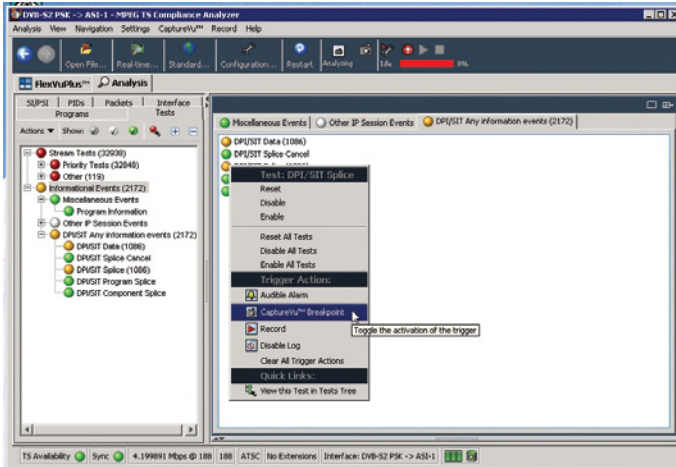 DVB-S2 PSK -> ASI-1 - MPEG TS Compliance Analyzer
Analysis View Navigation Settings CaptureVu™ Record Help
Open File... Real-time... Standard... Configuration... Restart Analyzing Idle 0%
FlexVuPlus™ Analysis
SI/PSI PIDs Packets Interface
Programs Tests
Actions Show:
Stream Tests (32938)
Priority Tests (32848)
Other (119)
Informational Events (2172)
Miscellaneous Events
Program Information
Other IP Session Events
DPI/SIT Any information events (2172)
DPI/SIT Data (1086)
DPI/SIT Splice Cancel
DPI/SIT Splice (1086)
DPI/SIT Program Splice
DPI/SIT Component Splice
Miscellaneous Events Other IP Session Events DPI/SIT Any information events (2172)
DPI/SIT Data (1086)
DPI/SIT Splice Cancel
Test: DPI/SIT Splice
Reset
Disable
Enable
Reset All Tests
Disable All Tests
Enable All Tests
Trigger Action:
Audible Alarm
CaptureVu™ Breakpoint
Toggle the activation of the trigger
Record
Disable Log
Clear All Trigger Actions
Quick Links:
View this Test in Tests Tree
TS Availability Sync 4.199891 Mbps @ 188 188 ATSC No Extensions Interface: DVB-S2 PSK -> ASI-1